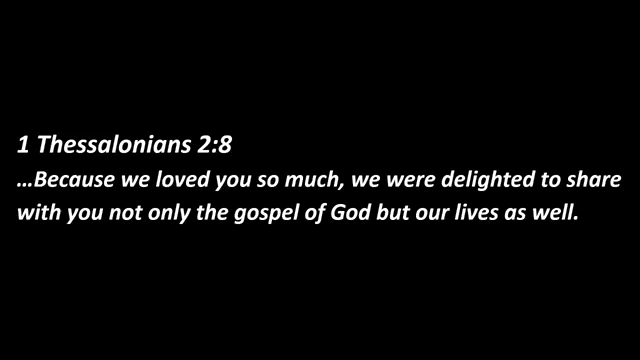 1 Thessalonians 2:8
…Because we loved you so much, we were delighted to share
with you not only the gospel of God but our lives as well.